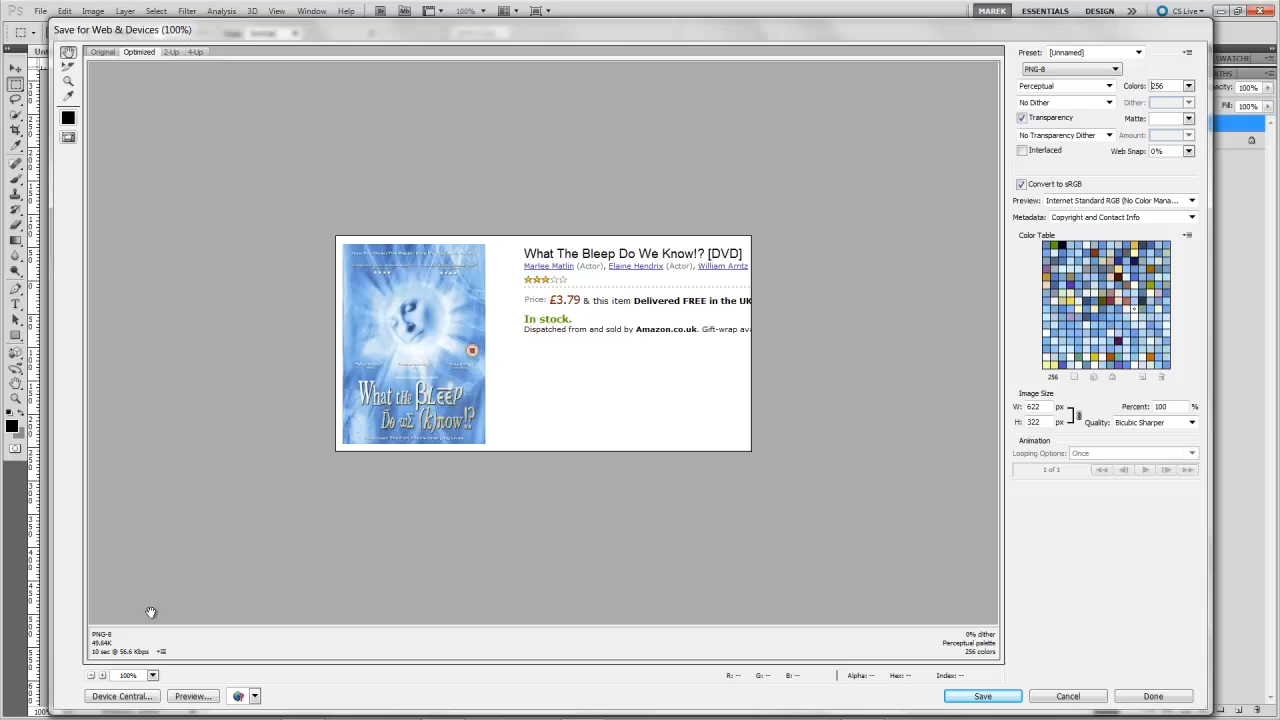 Ps File Edit Image Layer Select Filter Analysis 3D View Window Help Br Mb 100% MAREK ESSENTIALS DESIGN CS Live
Save for Web & Devices (100%)
Original Optimized 2-Up 4-Up
Preset: [Unnamed]
PNG-8
Perceptual Colors: 256
No Dither Dither:
Transparency Matte:
No Transparency Dither Amount:
Interlaced Web Snap: 0%
Convert to sRGB
Preview: Internet Standard RGB (No Color Mana...
Metadata: Copyright and Contact Info
Color Table
256
Image Size
W: 622 px Percent: 100 %
H: 322 px Quality: Bicubic Sharper
Animation
Looping Options: Once
1 of 1
SWATCHE
100%
Fill: 100%
What The Bleep Do We Know!? [DVD]
Marlee Matlin (Actor), Elaine Hendrix (Actor), William Arntz
Price: £3.79 & this item Delivered FREE in the UK
In stock.
Dispatched from and sold by Amazon.co.uk. Gift-wrap ava
What tHe BLEEP
Do wΣ (k)now!?
PNG-8
49.64K
10 sec @ 56.6 Kbps
0% dither
Perceptual palette
256 colors
100%
R: -- G: -- B: -- Alpha: -- Hex: -- Index: --
Device Central... Preview... Save Cancel Done